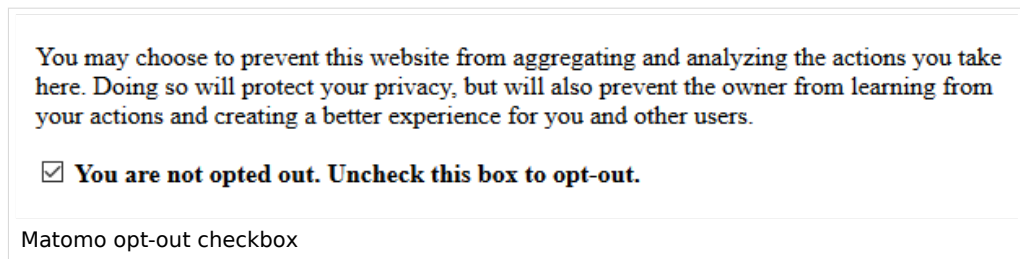 You may choose to prevent this website from aggregating and analyzing the actions you take
here. Doing so will protect your privacy, but will also prevent the owner from learning from
your actions and creating a better experience for you and other users.
You are not opted out. Uncheck this box to opt-out.
Matomo opt-out checkbox